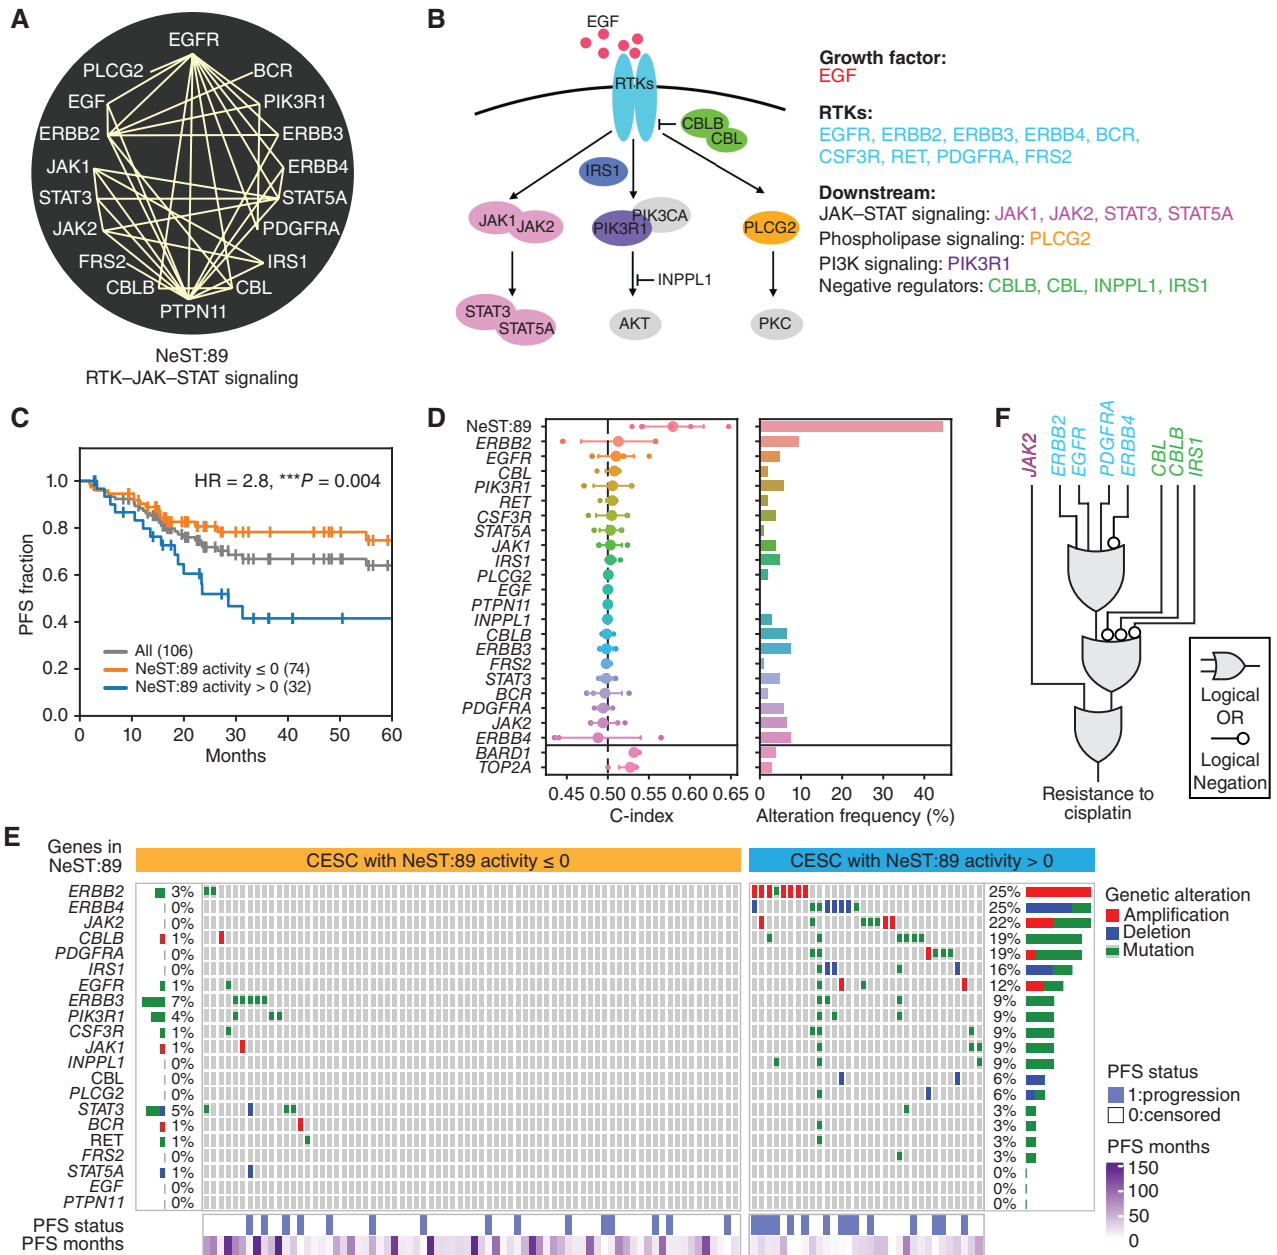 A
EGFR
PLCG2
BCR
EGF
PIK3R1
ERBB2
ERBB3
JAK1
ERBB4
STAT3
STAT5A
JAK2
PDGFRA
FRS2
IRS1
CBLB
CBL
PTPN11
NeST:89
RTK–JAK–STAT signaling
B
EGF
RTKs
CBLB
CBL
IRS1
JAK1
JAK2
PIK3CA
PIK3R1
PLCG2
INPPL1
STAT3
STAT5A
AKT
PKC
Growth factor:
EGF
RTKs:
EGFR, ERBB2, ERBB3, ERBB4, BCR,
CSF3R, RET, PDGFRA, FRS2
Downstream:
JAK–STAT signaling: JAK1, JAK2, STAT3, STAT5A
Phospholipase signaling: PLCG2
PI3K signaling: PIK3R1
Negative regulators: CBLB, CBL, INPPL1, IRS1
C
HR = 2.8, ***P = 0.004
PFS fraction
1.0
0.8
0.6
0.4
0.2
0.0
All (106)
NeST:89 activity ≤ 0 (74)
NeST:89 activity > 0 (32)
0 10 20 30 40 50 60
Months
D
NeST:89
ERBB2
EGFR
CBL
PIK3R1
RET
CSF3R
STAT5A
JAK1
IRS1
PLCG2
EGF
PTPN11
INPPL1
CBLB
ERBB3
FRS2
STAT3
BCR
PDGFRA
JAK2
ERBB4
BARD1
TOP2A
0.45 0.50 0.55 0.60 0.65
C-index
0 10 20 30 40
Alteration frequency (%)
F
JAK2
ERBB2
EGFR
PDGFRA
ERBB4
CBL
CBLB
IRS1
Resistance to
cisplatin
Logical
OR
Logical
Negation
E
Genes in
NeST:89
CESC with NeST:89 activity ≤ 0
CESC with NeST:89 activity > 0
ERBB2 3% 25%
ERBB4 0% 25%
JAK2 0% 22%
CBLB 1% 19%
PDGFRA 0% 19%
IRS1 0% 16%
EGFR 1% 12%
ERBB3 7% 9%
PIK3R1 4% 9%
CSF3R 1% 9%
JAK1 1% 9%
INPPL1 0% 9%
CBL 0% 6%
PLCG2 0% 6%
STAT3 5% 3%
BCR 1% 3%
RET 1% 3%
FRS2 0% 3%
STAT5A 1% 0%
EGF 0% 0%
PTPN11 0% 0%
PFS status
PFS months
Genetic alteration
Amplification
Deletion
Mutation
PFS status
1:progression
0:censored
PFS months
150
100
50
0